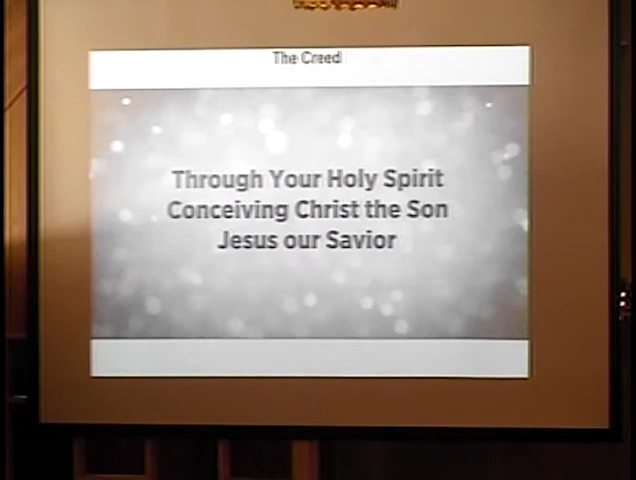 The Creed
Through Your Holy Spirit
Conceiving Christ the Son
Jesus our Savior